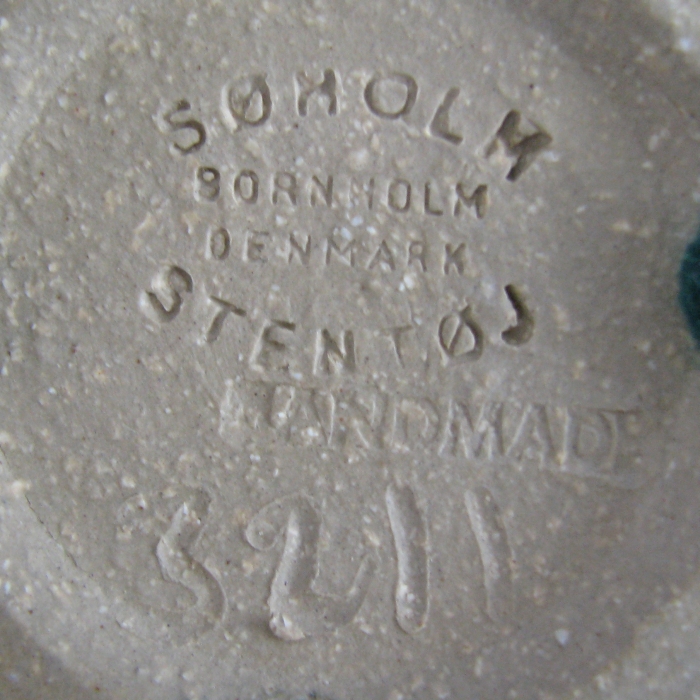 SØHOLM
BORNHOLM
DENMARK
STENTØJ
HANDMADE
3211